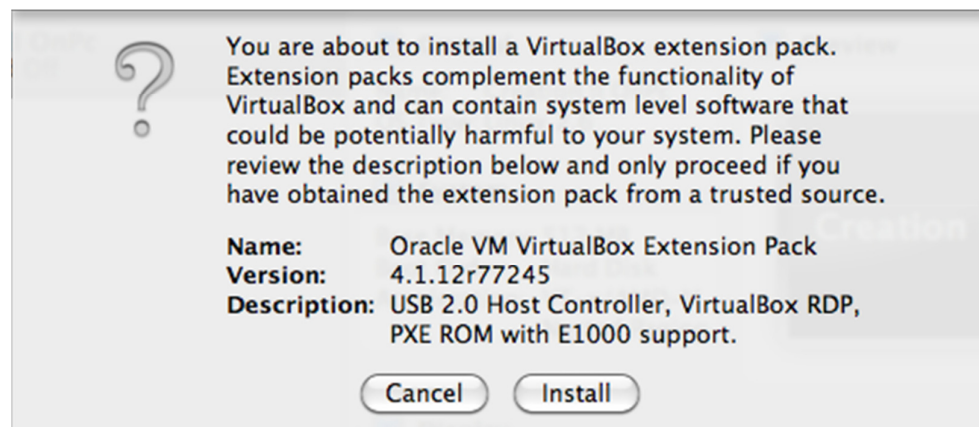 You are about to install a VirtualBox extension pack.
Extension packs complement the functionality of
VirtualBox and can contain system level software that
could be potentially harmful to your system. Please
review the description below and only proceed if you
have obtained the extension pack from a trusted source.
Name: Oracle VM VirtualBox Extension Pack
Version: 4.1.12r77245
Description: USB 2.0 Host Controller, VirtualBox RDP,
PXE ROM with E1000 support.
Cancel Install